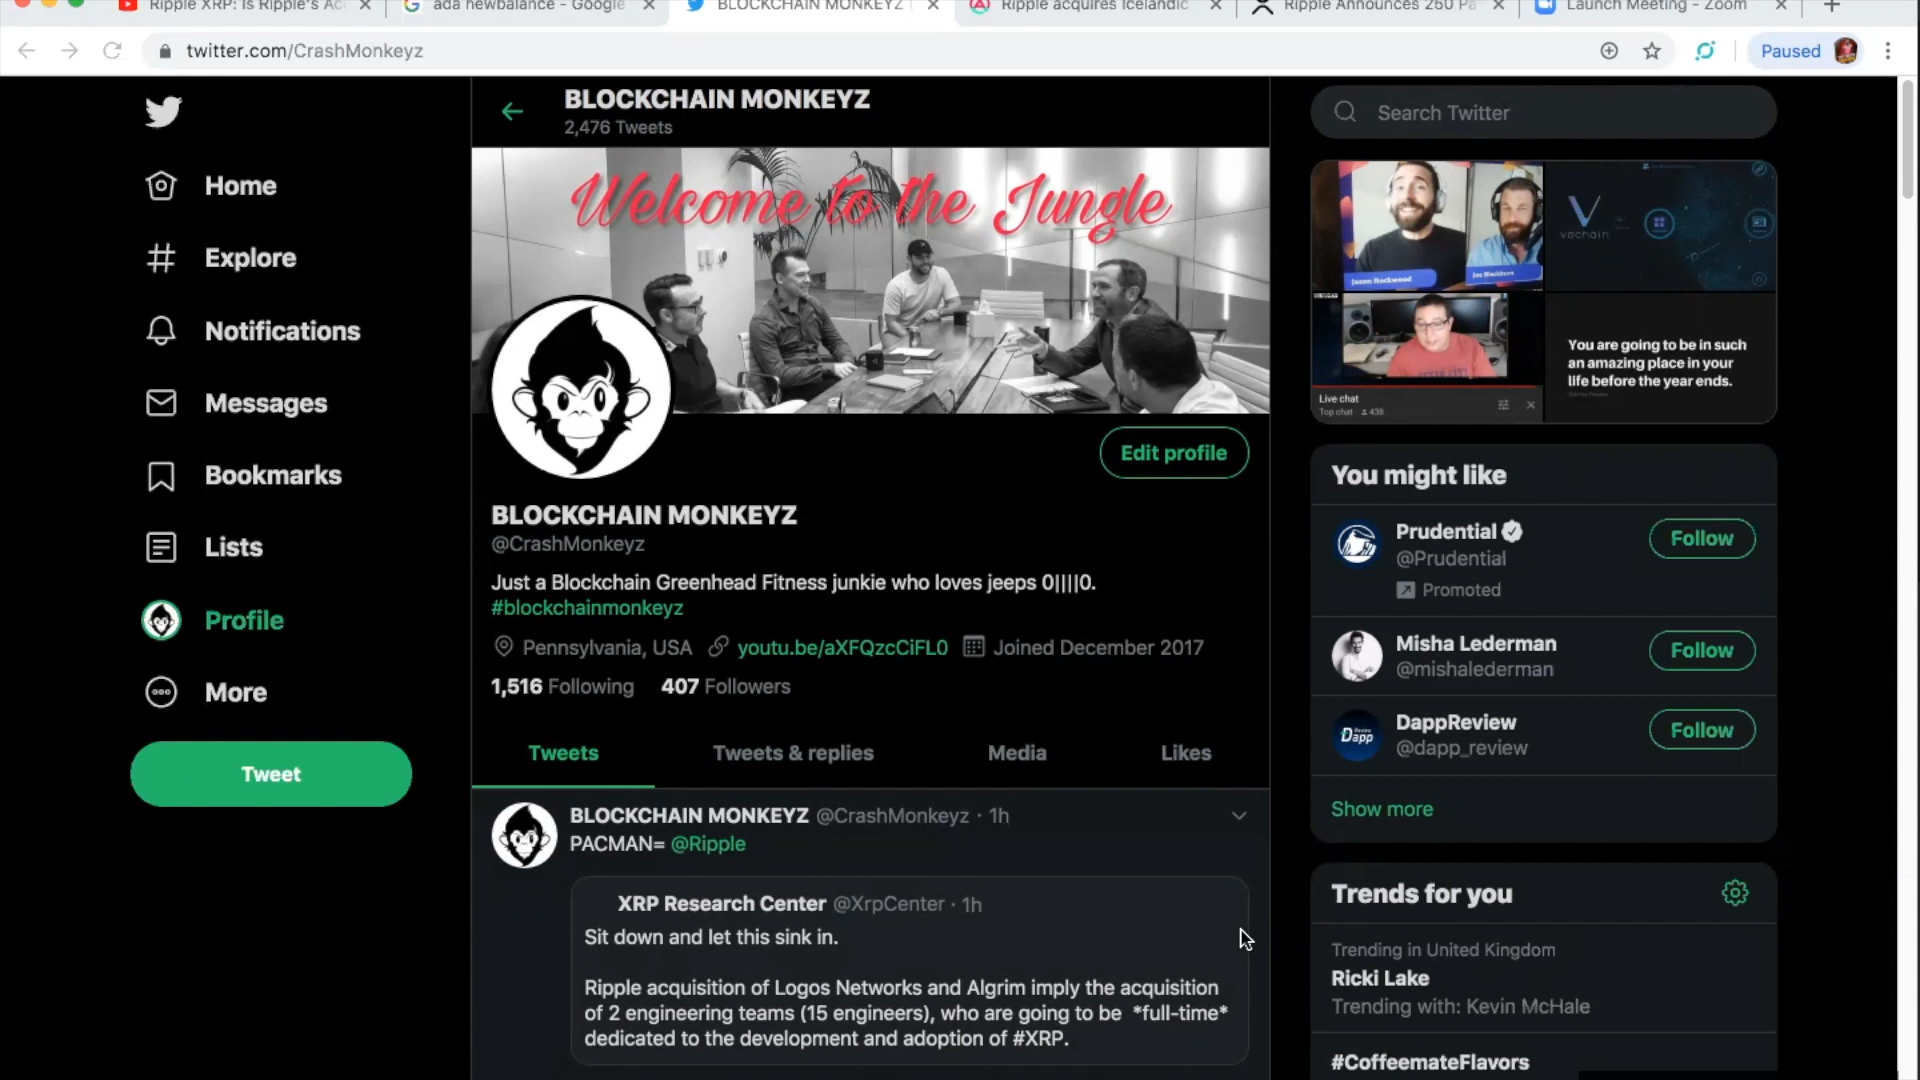 Ripple XRP: Is Ripple's Ac
ada newbalance - Google
BLOCKCHAIN MONKEYZ (
Ripple acquires Icelandic
Ripple Announces 250 Pa
Launch Meeting - Zoom
twitter.com/CrashMonkeyz
Paused
Home
Explore
Notifications
Messages
Bookmarks
Lists
Profile
More
Tweet
BLOCKCHAIN MONKEYZ
2,476 Tweets
Welcome to the Jungle
Edit profile
BLOCKCHAIN MONKEYZ
@CrashMonkeyz
Just a Blockchain Greenhead Fitness junkie who loves jeeps 0||||0.
#blockchainmonkeyz
Pennsylvania, USA youtu.be/aXFQzcCiFL0 Joined December 2017
1,516 Following 407 Followers
Tweets Tweets & replies Media Likes
BLOCKCHAIN MONKEYZ @CrashMonkeyz · 1h
PACMAN= @Ripple
XRP Research Center @XrpCenter · 1h
Sit down and let this sink in.
Ripple acquisition of Logos Networks and Algrim imply the acquisition
of 2 engineering teams (15 engineers), who are going to be *full-time*
dedicated to the development and adoption of #XRP.
Search Twitter
Jason Rockwood
Joe Blackburn
vechain
Live chat
Top chat 438
You are going to be in such
an amazing place in your
life before the year ends.
You might like
Prudential
@Prudential
Promoted
Follow
Misha Lederman
@mishalederman
Follow
Dapp
DappReview
@dapp_review
Follow
Show more
Trends for you
Trending in United Kingdom
Ricki Lake
Trending with: Kevin McHale
#CoffeemateFlavors